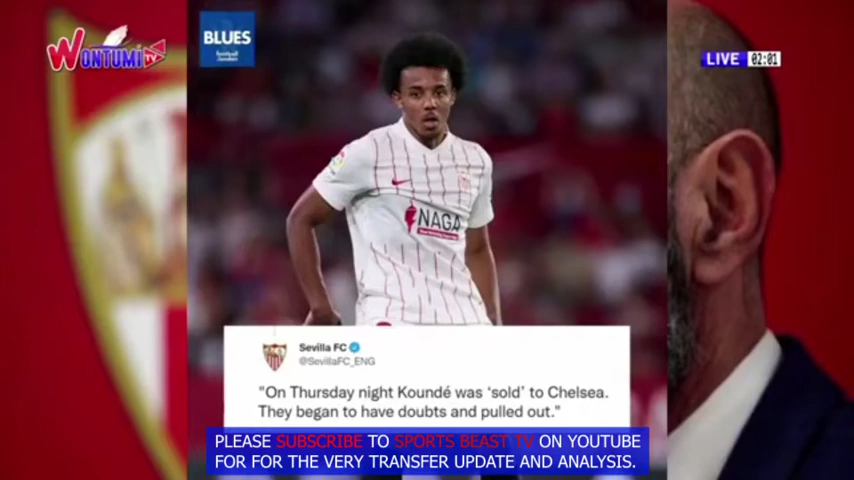 WONTUMI TV
BLUES
football
London
LIVE 02:01
NAGA
Sevilla FC
@SevillaFC_ENG
"On Thursday night Koundé was ‘sold’ to Chelsea.
They began to have doubts and pulled out."
PLEASE SUBSCRIBE TO SPORTS BEAST TV ON YOUTUBE
FOR FOR THE VERY TRANSFER UPDATE AND ANALYSIS.